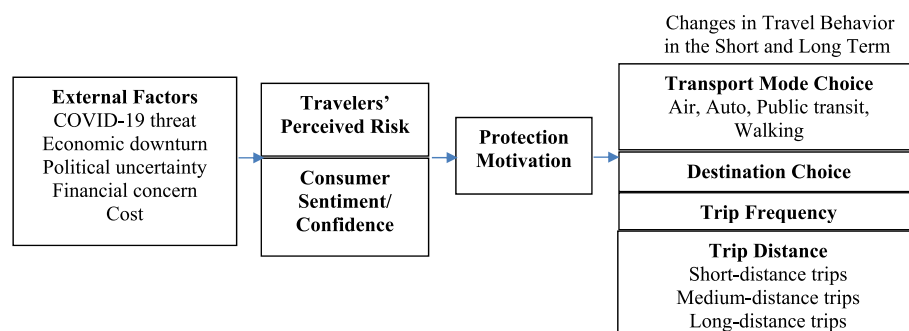 Changes in Travel Behavior
in the Short and Long Term
External Factors
COVID-19 threat
Economic downturn
Political uncertainty
Financial concern
Cost
Travelers’
Perceived Risk
Consumer
Sentiment/
Confidence
Protection
Motivation
Transport Mode Choice
Air, Auto, Public transit,
Walking
Destination Choice
Trip Frequency
Trip Distance
Short-distance trips
Medium-distance trips
Long-distance trips